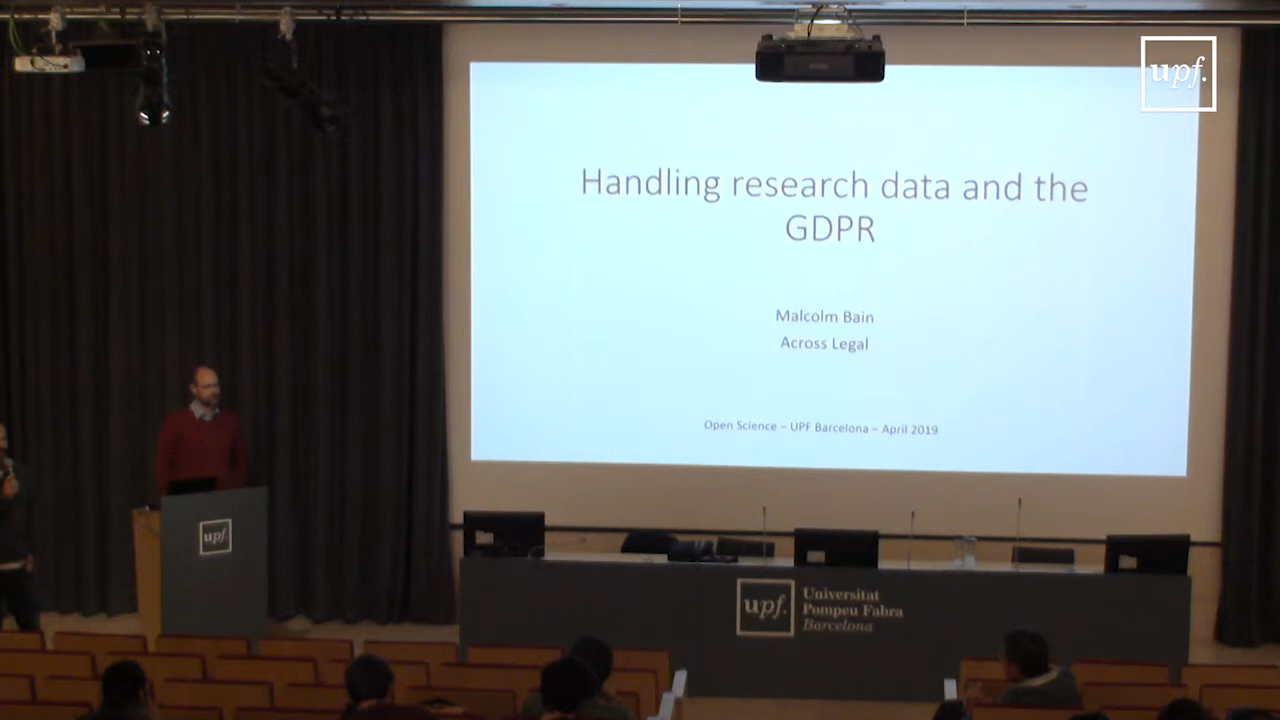 upf.
Handling research data and the
GDPR
Malcolm Bain
Across Legal
Open Science – UPF Barcelona – April 2019
upf.
upf.
Universitat
Pompeu Fabra
Barcelona